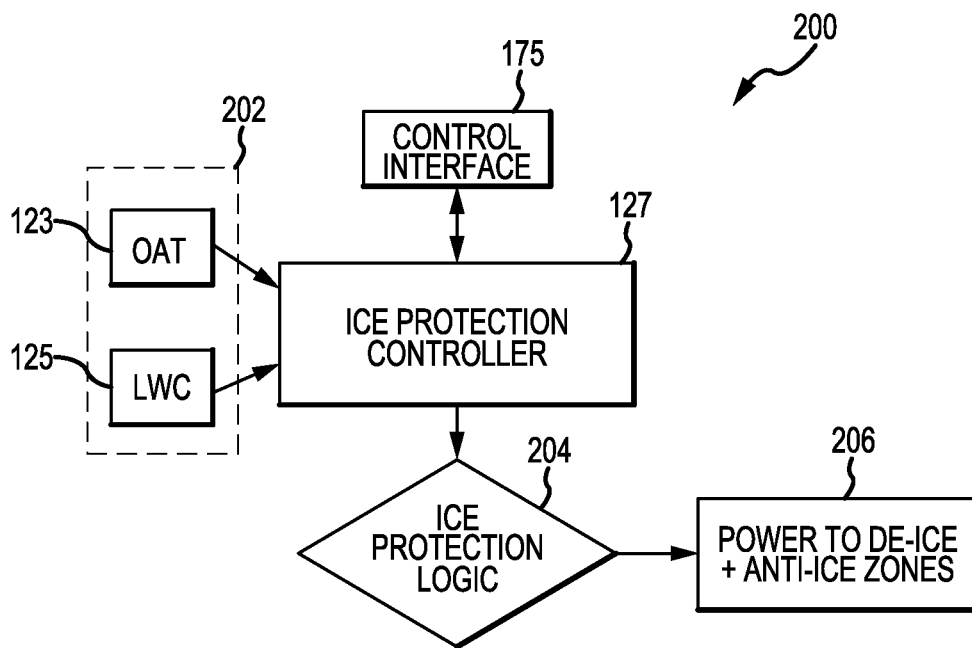 200
175
202
CONTROL
INTERFACE
127
123
OAT
ICE PROTECTION
CONTROLLER
125
LWC
204
206
ICE
PROTECTION
LOGIC
POWER TO DE-ICE
+ ANTI-ICE ZONES